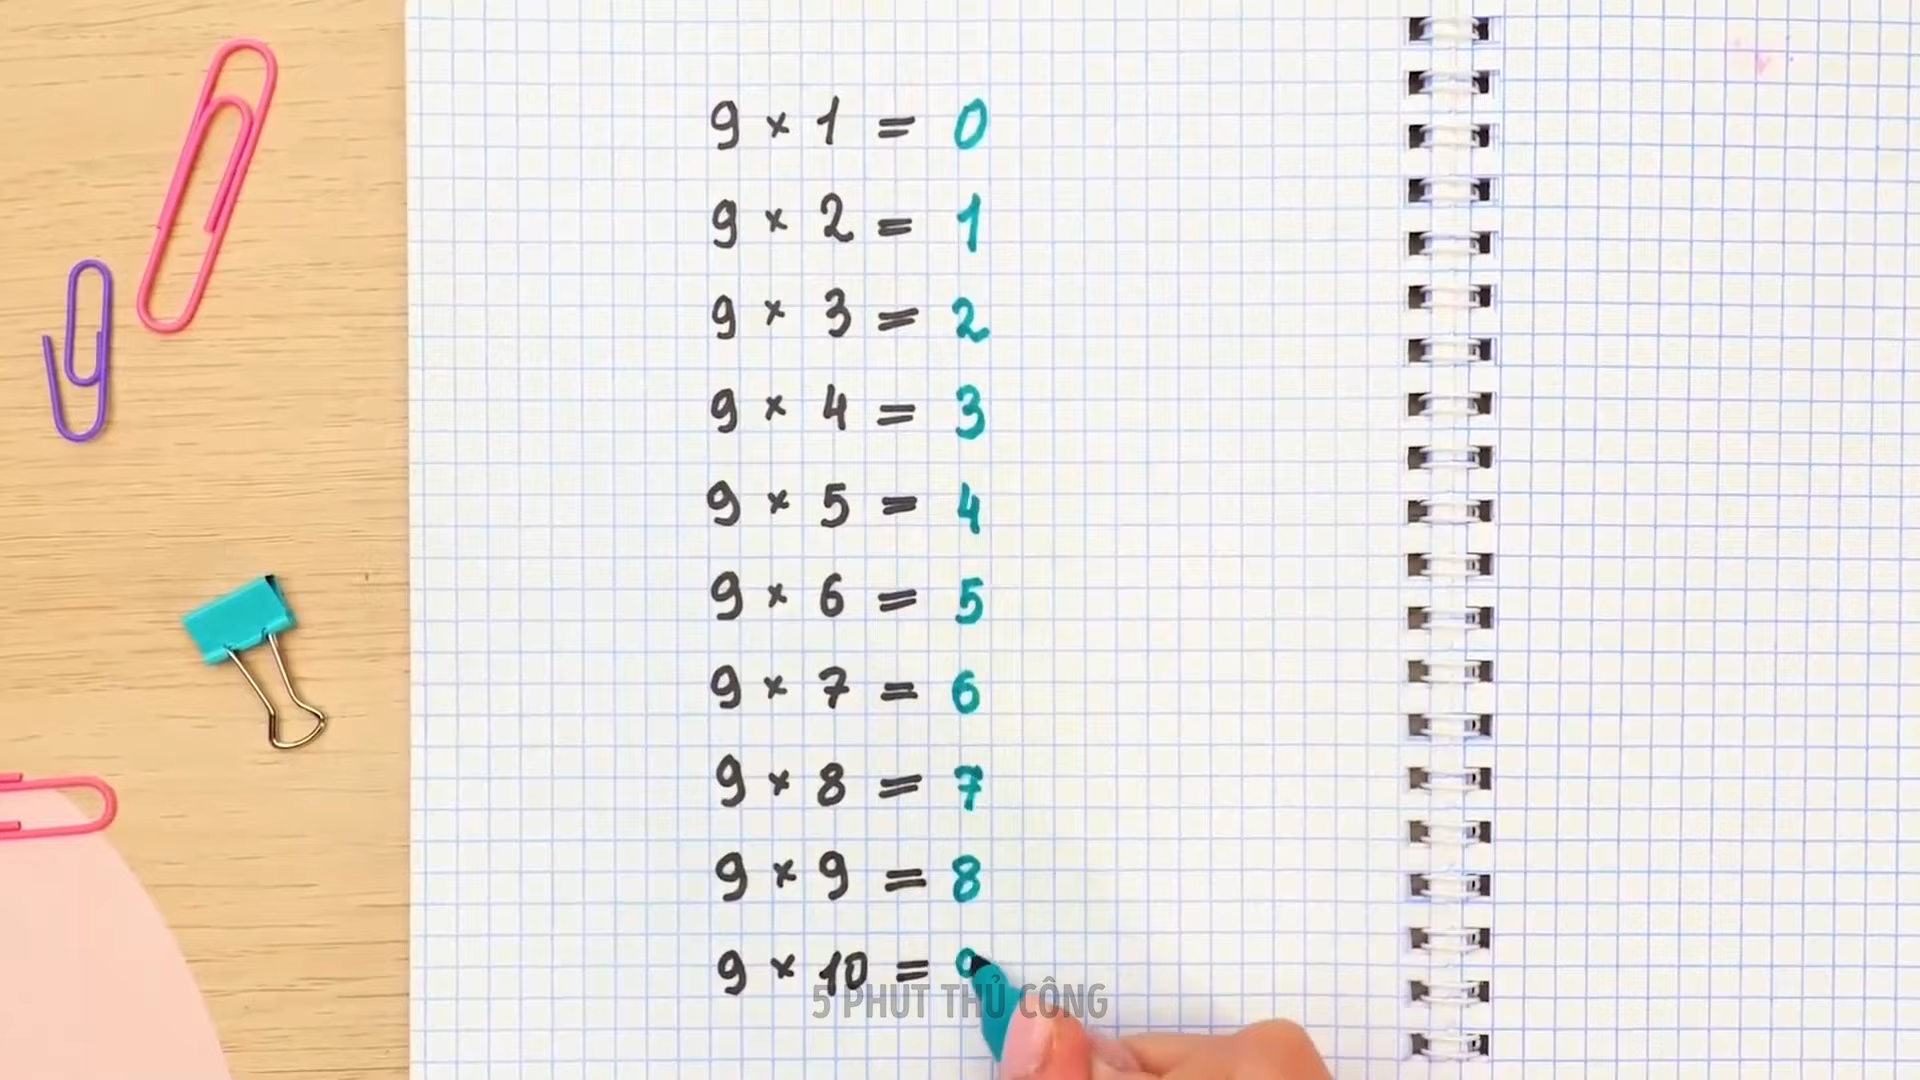 9 × 1 = 0
9 × 2 = 1
9 × 3 = 2
9 × 4 = 3
9 × 5 = 4
9 × 6 = 5
9 × 7 = 6
9 × 8 = 7
9 × 9 = 8
9 × 10 =
5 PHÚT THỦ CÔNG